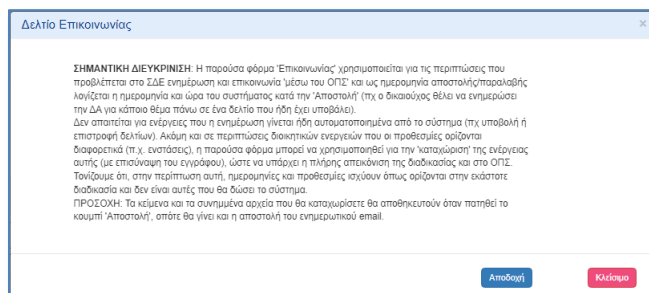 Δελτίο Επικοινωνίας
×
ΣΗΜΑΝΤΙΚΗ ΔΙΕΥΚΡΙΝΙΣΗ: Η παρούσα φόρμα 'Επικοινωνίας' χρησιμοποιείται για τις περιπτώσεις που
προβλέπεται στο ΣΔΕ ενημέρωση και επικοινωνία 'μέσω του ΟΠΣ' και ως ημερομηνία αποστολής/παραλαβής
λογίζεται η ημερομηνία και ώρα του συστήματος κατά την 'Αποστολή' (πχ ο δικαιούχος θέλει να ενημερώσει
την ΔΑ για κάποιο θέμα πάνω σε ένα δελτίο που ήδη έχει υποβάλει).
Δεν απαιτείται για ενέργειες που η ενημέρωση γίνεται ήδη αυτοματοποιημένα από το σύστημα (πχ υποβολή ή
επιστροφή δελτίων). Ακόμη και σε περιπτώσεις διοικητικών ενεργειών που οι προθεσμίες ορίζονται
διαφορετικά (π.χ. ενστάσεις), η παρούσα φόρμα μπορεί να χρησιμοποιηθεί για την 'καταχώριση' της ενέργειας
αυτής (με επισύναψη του εγγράφου), ώστε να υπάρχει η πλήρης απεικόνιση της διαδικασίας και στο ΟΠΣ.
Τονίζουμε ότι, στην περίπτωση αυτή, ημερομηνίες και προθεσμίες ισχύουν όπως ορίζονται στην εκάστοτε
διαδικασία και δεν είναι αυτές που θα δώσει το σύστημα.
ΠΡΟΣΟΧΗ: Τα κείμενα και τα συνημμένα αρχεία που θα καταχωρίσετε θα αποθηκευτούν όταν πατηθεί το
κουμπί 'Αποστολή', οπότε θα γίνει και η αποστολή του ενημερωτικού email.
Αποδοχή
Κλείσιμο